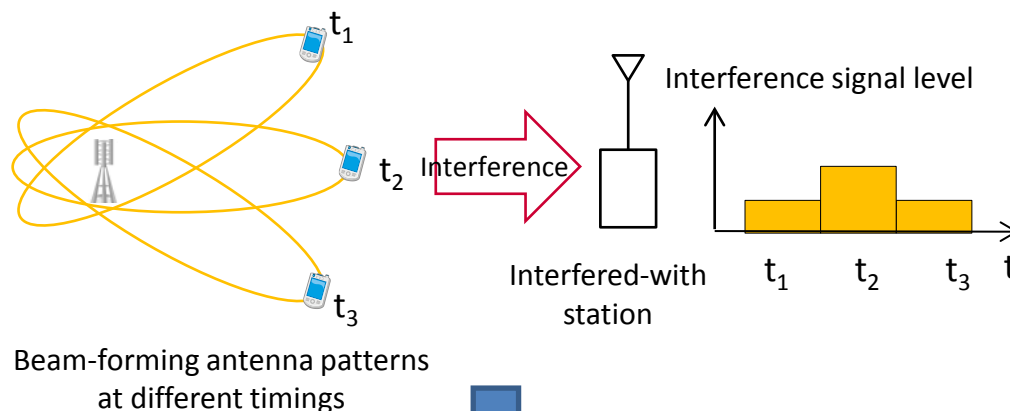 t₁
t₂
t₃
Beam-forming antenna patterns
at different timings
Interference
Interfered-with
station
Interference signal level
t₁ t₂ t₃ t